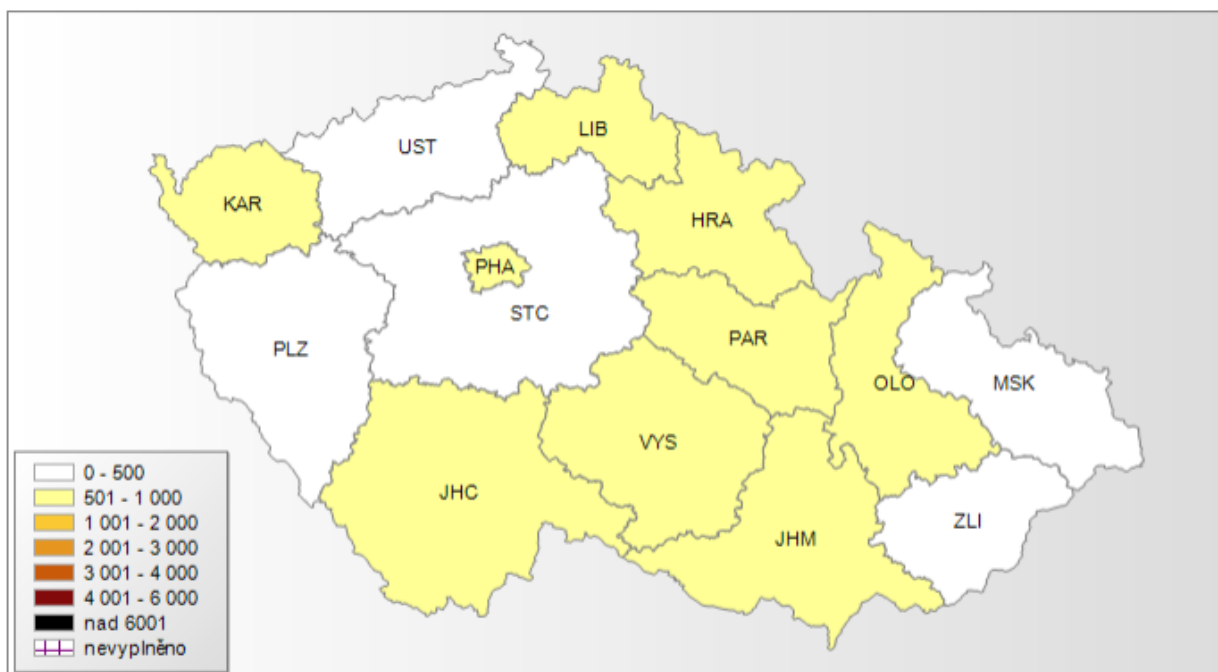 UST
LIB
KAR
HRA
PHA
STC
PAR
PLZ
OLO
MSK
VYS
JHC
ZLI
JHM
0 - 500
501 - 1 000
1 001 - 2 000
2 001 - 3 000
3 001 - 4 000
4 001 - 6 000
nad 6001
nevyplněno